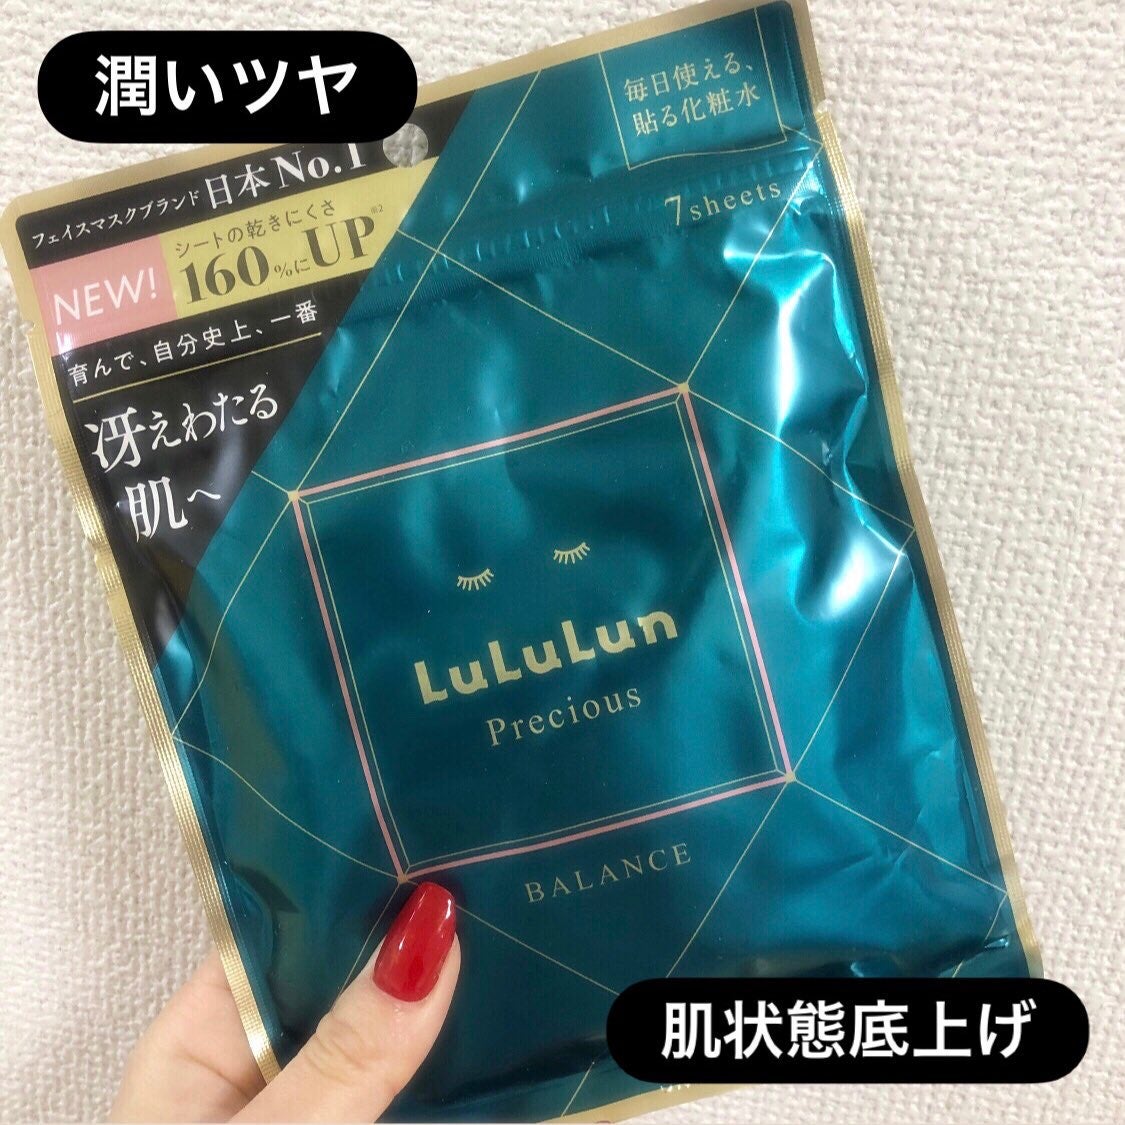 潤いツヤ
毎日使える、
貼る化粧水
フェイスマスクブランド 日本 No.1
7sheets
NEW!
シートの乾きにくさ
160%にUP※2
育んで、自分史上、一番
冴えわたる
肌へ
LuLuLun
Precious
BALANCE
肌状態底上げ